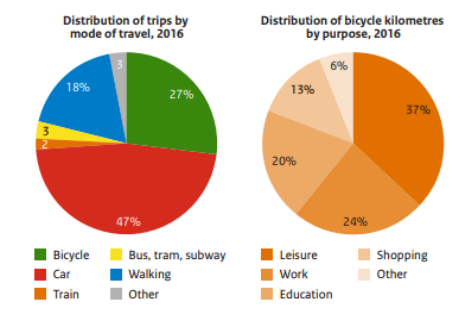 Distribution of trips by
mode of travel, 2016
3
18%
27%
3
2
47%
Bicycle
Car
Train
Bus, tram, subway
Walking
Other
Distribution of bicycle kilometres
by purpose, 2016
6%
13%
37%
20%
24%
Leisure
Work
Education
Shopping
Other